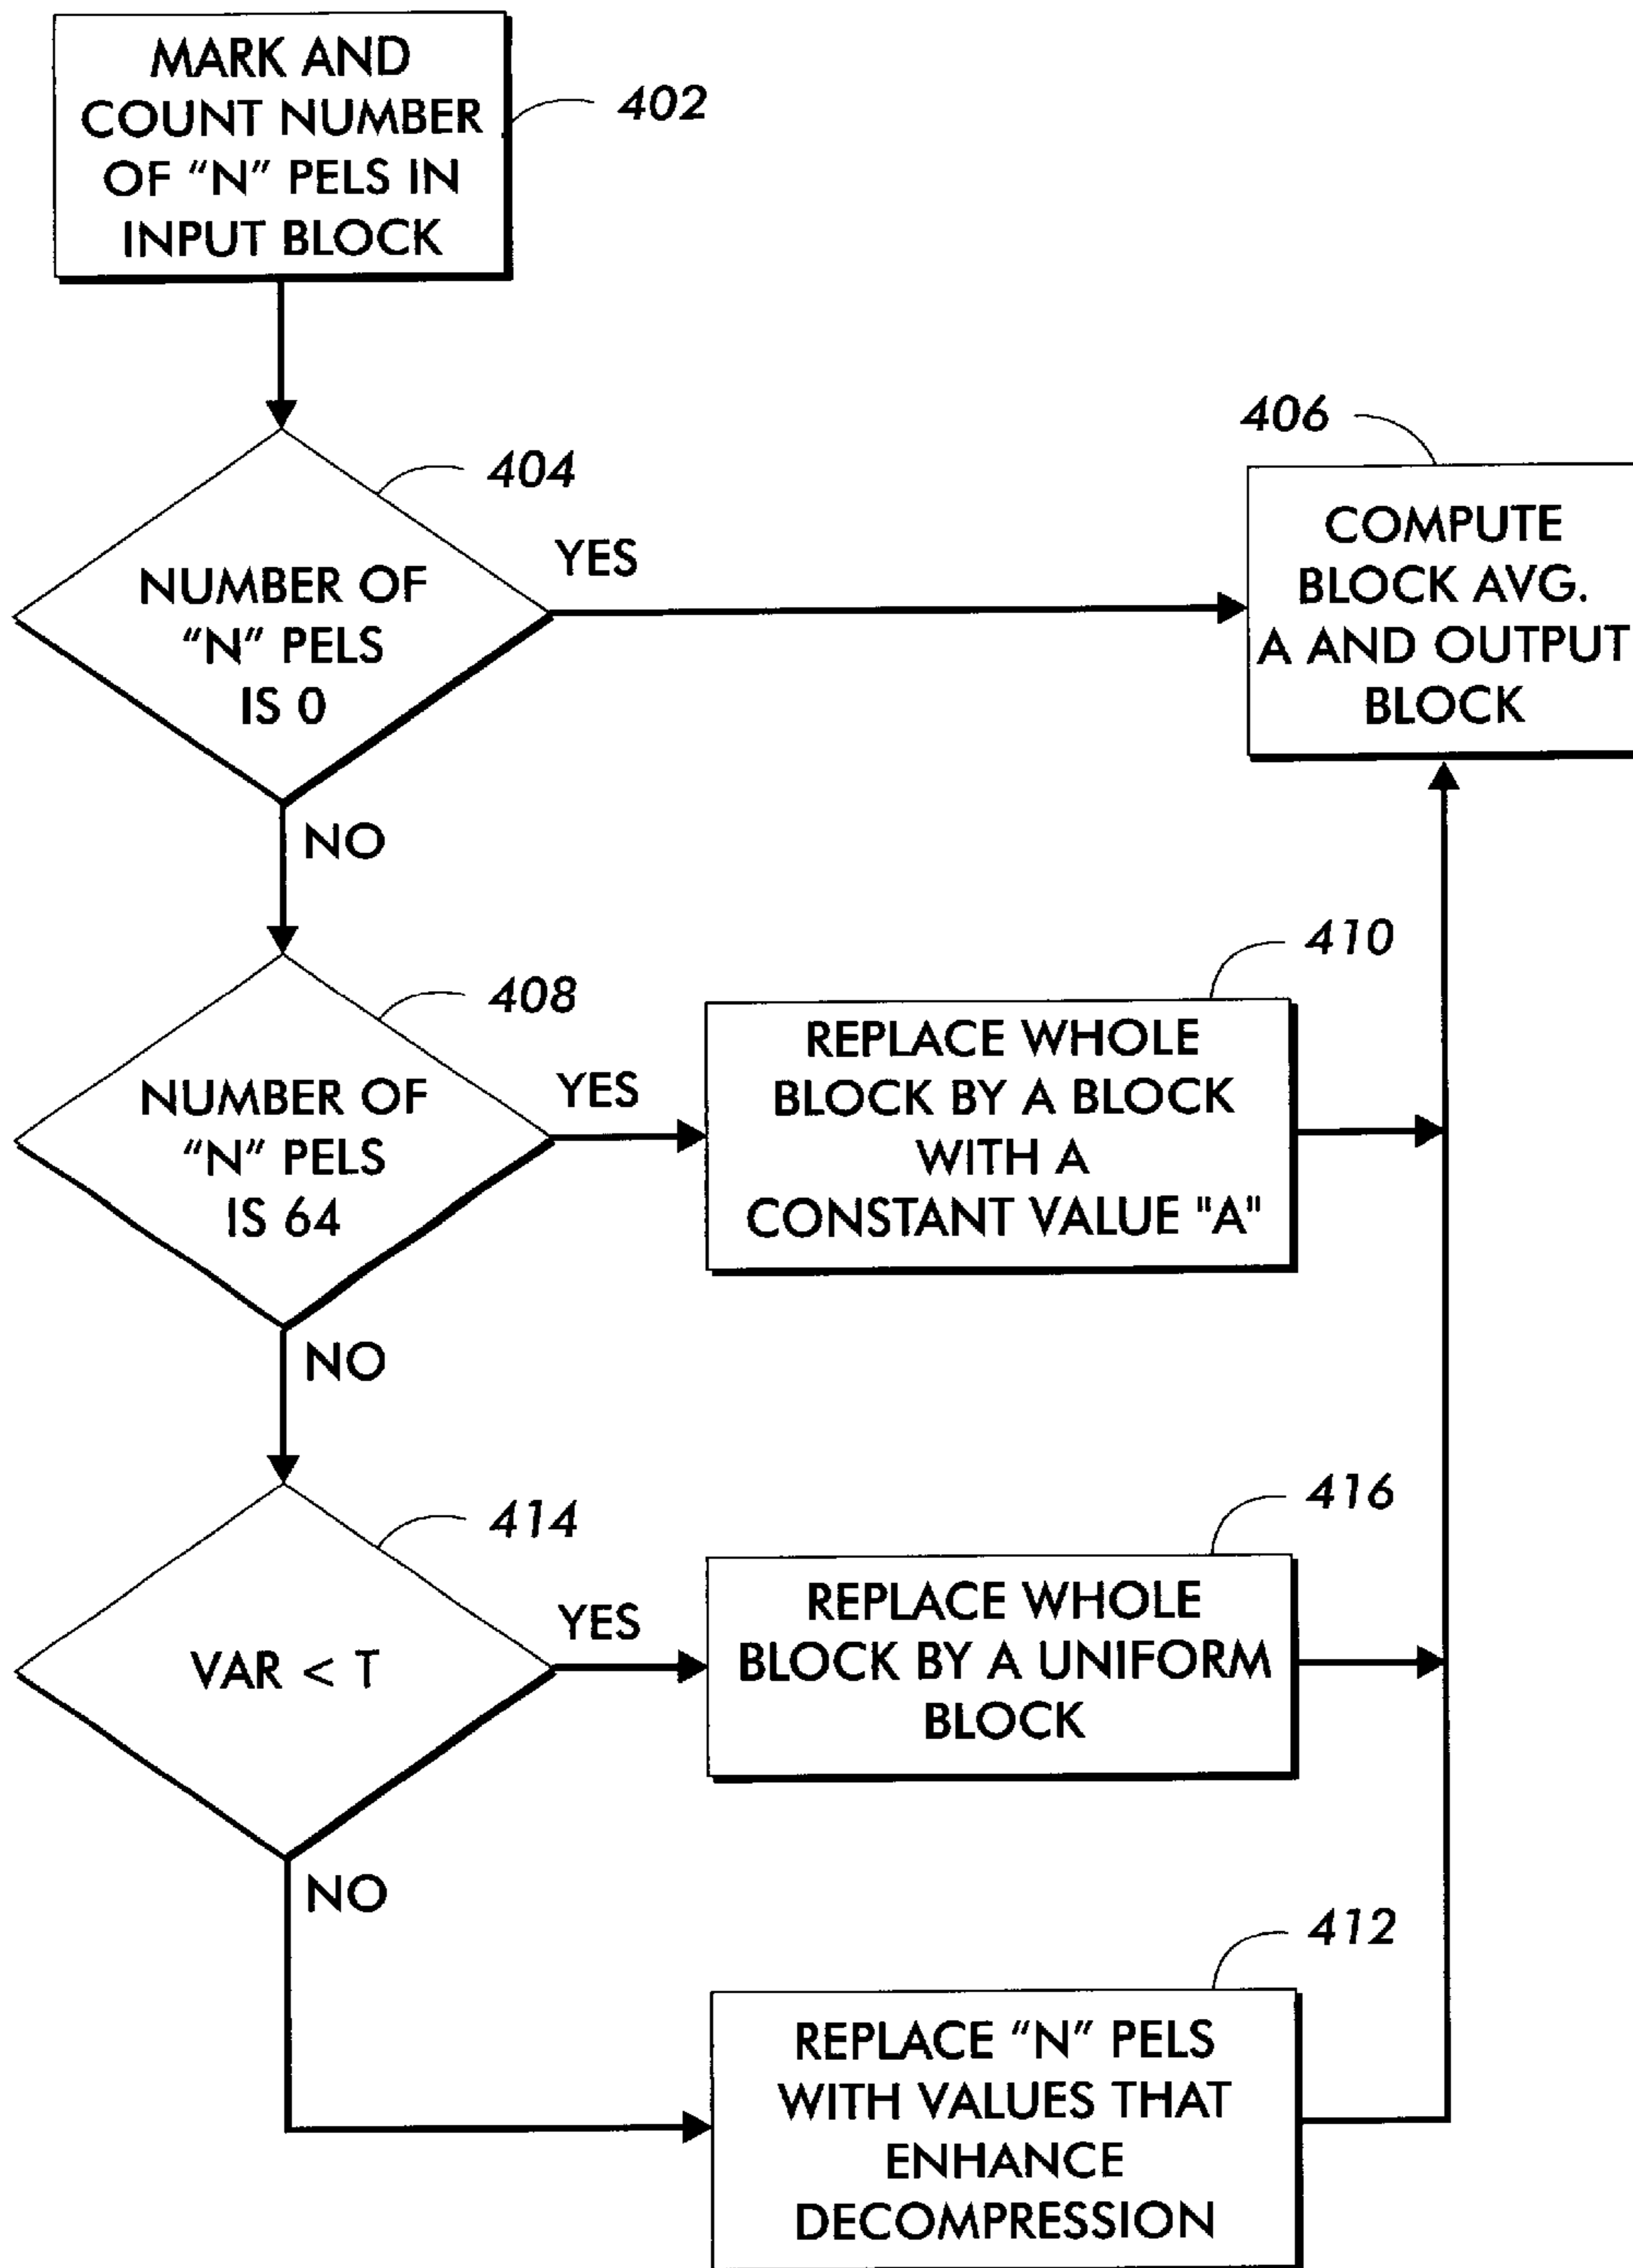 MARK AND
COUNT NUMBER
OF “N” PELS IN
INPUT BLOCK
402
404
NUMBER OF
“N” PELS
IS 0
YES
406
COMPUTE
BLOCK AVG.
A AND OUTPUT
BLOCK
NO
408
NUMBER OF
“N” PELS
IS 64
YES
410
REPLACE WHOLE
BLOCK BY A BLOCK
WITH A
CONSTANT VALUE "A"
NO
414
VAR < T
YES
416
REPLACE WHOLE
BLOCK BY A UNIFORM
BLOCK
NO
412
REPLACE “N” PELS
WITH VALUES THAT
ENHANCE
DECOMPRESSION